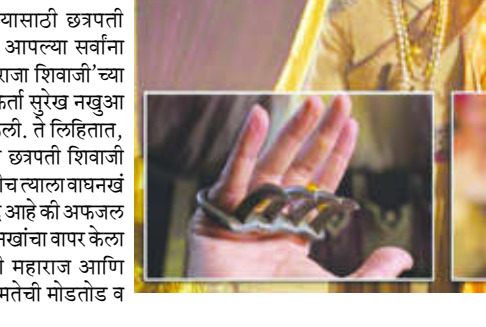 यासाठी छत्रपती
आपल्या सर्वांना
राजा शिवाजी’च्या
कर्ता सुरेख नखुआ
ली. ते लिहितात,
छत्रपती शिवाजी
ीच त्याला वाघनखं
आहे की अफजल
नखांचा वापर केला
महाराज आणि
मतेची मोडतोड व